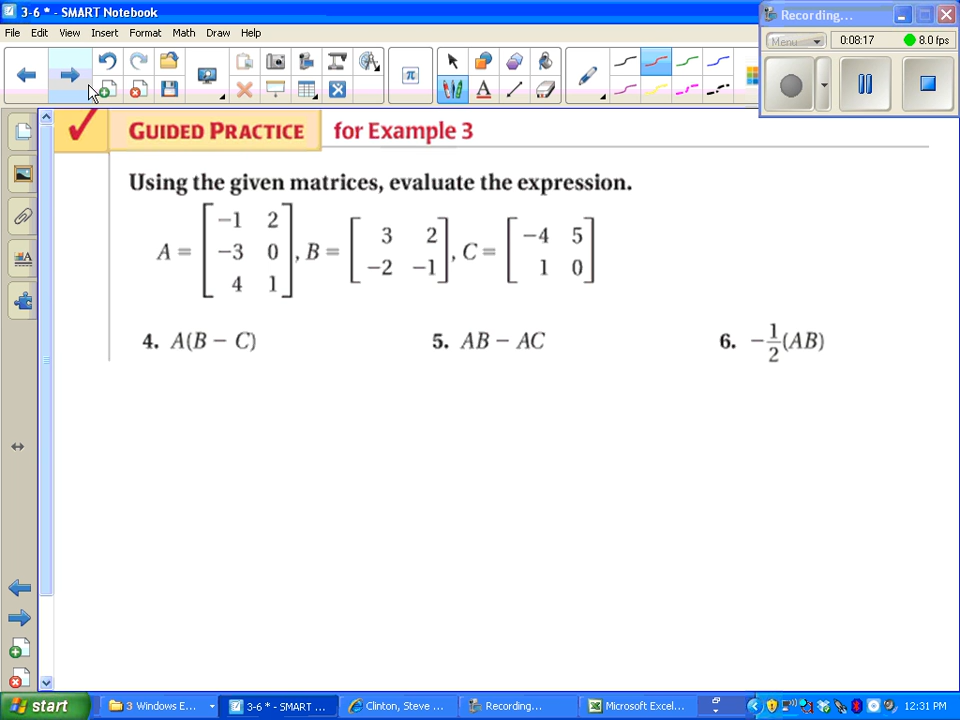 3-6 * - SMART Notebook
Recording...
File Edit View Insert Format Math Draw Help
Menu
0:08:17
8.0 fps
π
A
GUIDED PRACTICE for Example 3
Using the given matrices, evaluate the expression.
A = [ −1 2 −3 0 4 1 ], B = [ 3 2 −2 −1 ], C = [ −4 5 1 0 ]
4. A(B − C) 5. AB − AC 6. −1/2(AB)
start 3 Windows E... 3-6 * - SMART ... Clinton, Steve ... Recording... Microsoft Excel... 12:31 PM